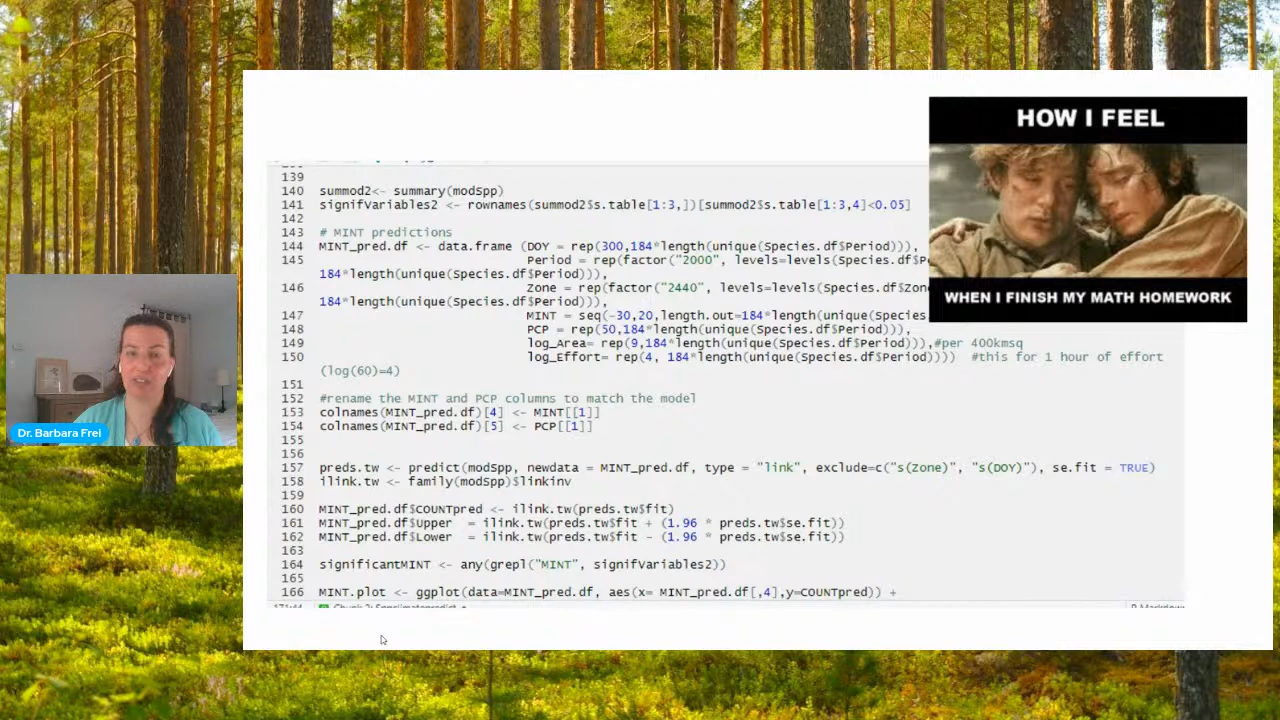 HOW I FEEL
WHEN I FINISH MY MATH HOMEWORK
139
140 summod2<- summary(modSpp)
141 signifVariables2 <- rownames(summod2$s.table[1:3,])[summod2$s.table[1:3,4]<0.05]
142
143 # MINT predictions
144 MINT_pred.df <- data.frame (DOY = rep(300,184*length(unique(Species.df$Period))),
145 Period = rep(factor("2000", levels=levels(Species.df$Pe
184*length(unique(Species.df$Period))),
146 Zone = rep(factor("2440", levels=levels(Species.df$Zone
184*length(unique(Species.df$Period))),
147 MINT = seq(-30,20,length.out=184*length(unique(Species.
148 PCP = rep(50,184*length(unique(Species.df$Period))),
149 log_Area= rep(9,184*length(unique(Species.df$Period))),#per 400kmsq
150 log_Effort= rep(4, 184*length(unique(Species.df$Period)))) #this for 1 hour of effort
(log(60)=4)
151
152 #rename the MINT and PCP columns to match the model
153 colnames(MINT_pred.df)[4] <- MINT[[1]]
154 colnames(MINT_pred.df)[5] <- PCP[[1]]
155
156
157 preds.tw <- predict(modSpp, newdata = MINT_pred.df, type = "link", exclude=c("s(Zone)", "s(DOY)"), se.fit = TRUE)
158 ilink.tw <- family(modSpp)$linkinv
159
160 MINT_pred.df$COUNTpred <- ilink.tw(preds.tw$fit)
161 MINT_pred.df$Upper = ilink.tw(preds.tw$fit + (1.96 * preds.tw$se.fit))
162 MINT_pred.df$Lower = ilink.tw(preds.tw$fit - (1.96 * preds.tw$se.fit))
163
164 significantMINT <- any(grepl("MINT", signifVariables2))
165
166 MINT.plot <- ggplot(data=MINT_pred.df, aes(x= MINT_pred.df[,4],y=COUNTpred)) +
Dr. Barbara Frei